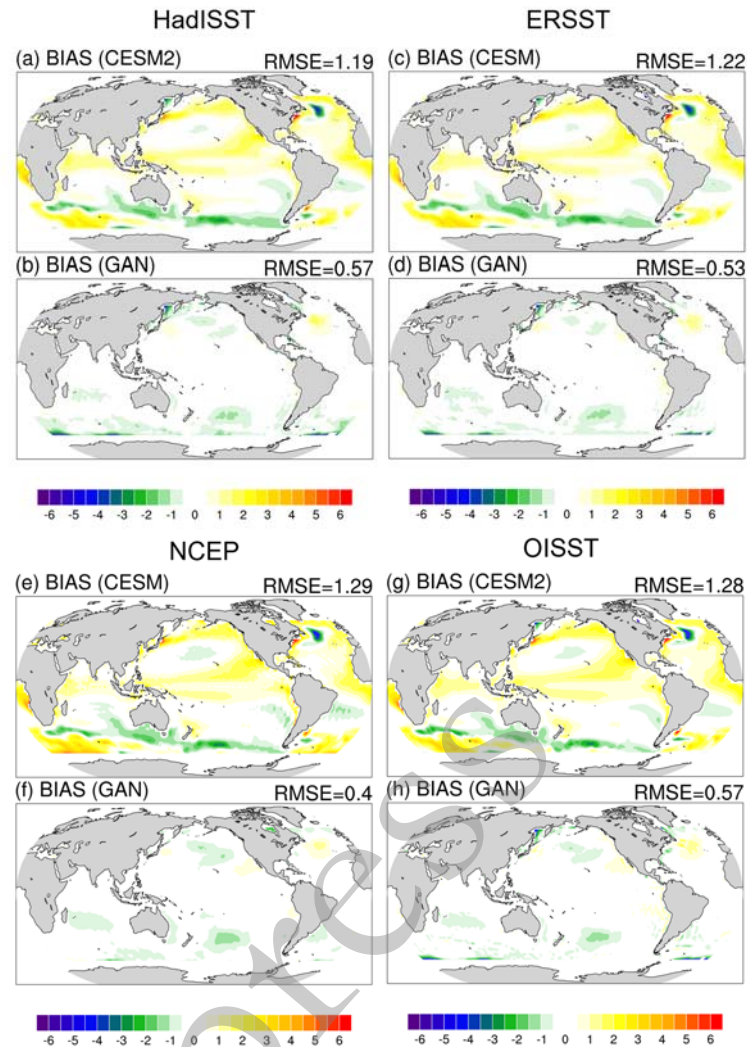 HadISST
ERSST
(a) BIAS (CESM2) RMSE=1.19
(c) BIAS (CESM) RMSE=1.22
(b) BIAS (GAN) RMSE=0.57
(d) BIAS (GAN) RMSE=0.53
-6 -5 -4 -3 -2 -1 0 1 2 3 4 5 6
-6 -5 -4 -3 -2 -1 0 1 2 3 4 5 6
NCEP
OISST
(e) BIAS (CESM) RMSE=1.29
(g) BIAS (CESM2) RMSE=1.28
(f) BIAS (GAN) RMSE=0.4
(h) BIAS (GAN) RMSE=0.57
-6 -5 -4 -3 -2 -1 0 1 2 3 4 5 6
-6 -5 -4 -3 -2 -1 0 1 2 3 4 5 6
ress